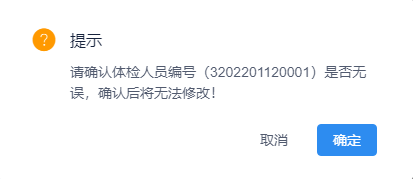 提示
请确认体检人员编号（3202201120001）是否无
误，确认后将无法修改！
取消 确定